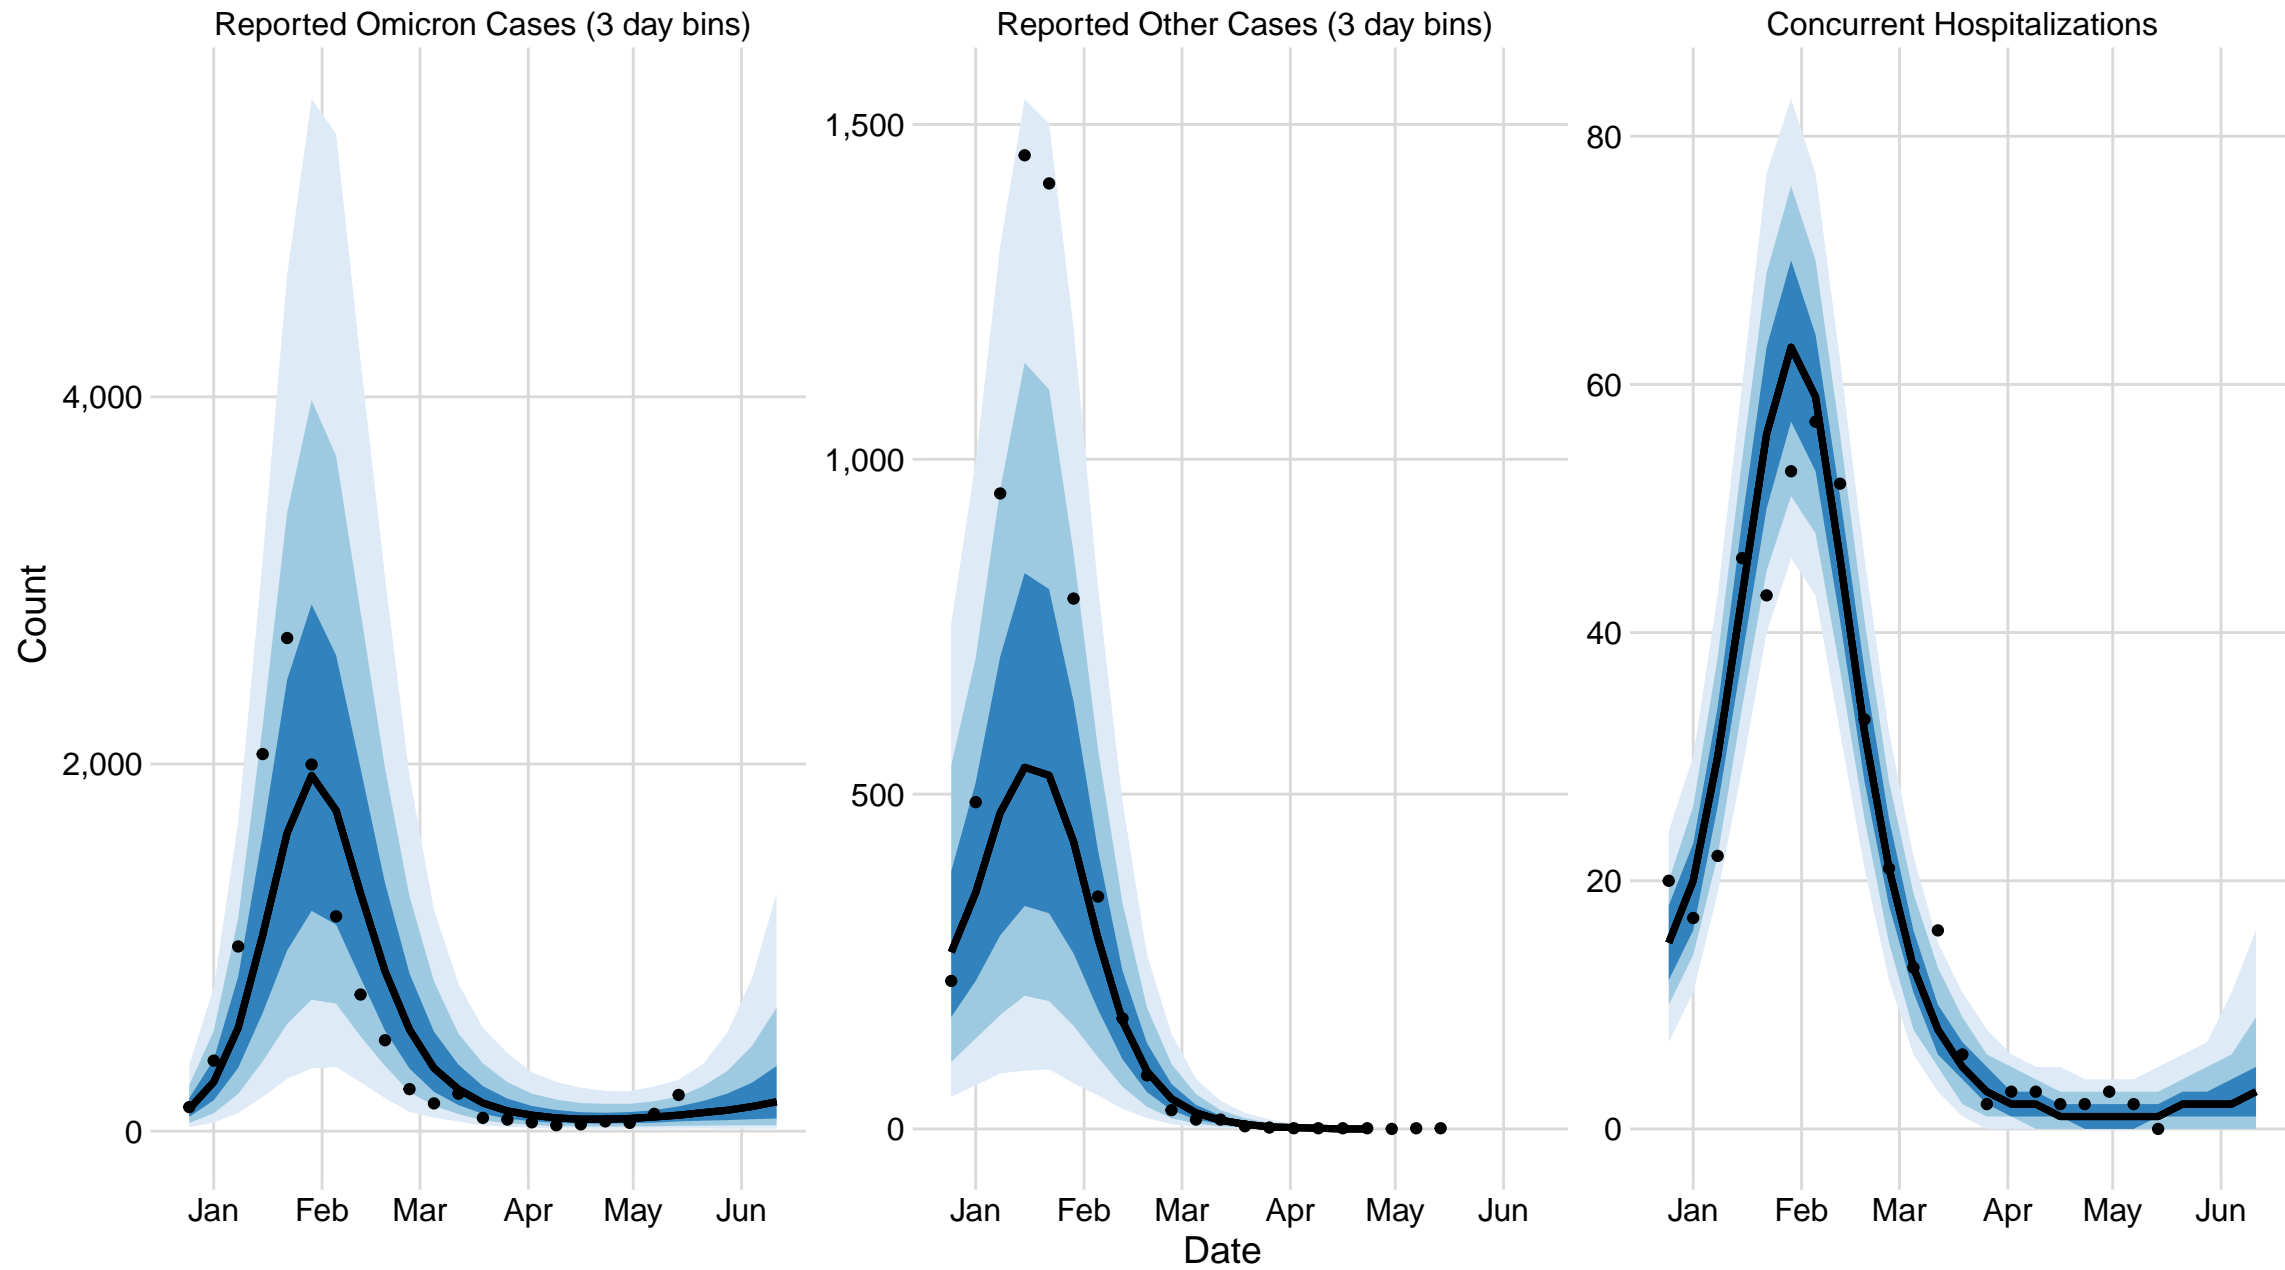 Reported Omicron Cases (3 day bins)
Reported Other Cases (3 day bins)
Concurrent Hospitalizations
Count
4,000
2,000
0
1,500
1,000
500
0
80
60
40
20
0
Jan Feb Mar Apr May Jun
Jan Feb Mar Apr May Jun
Jan Feb Mar Apr May Jun
Date